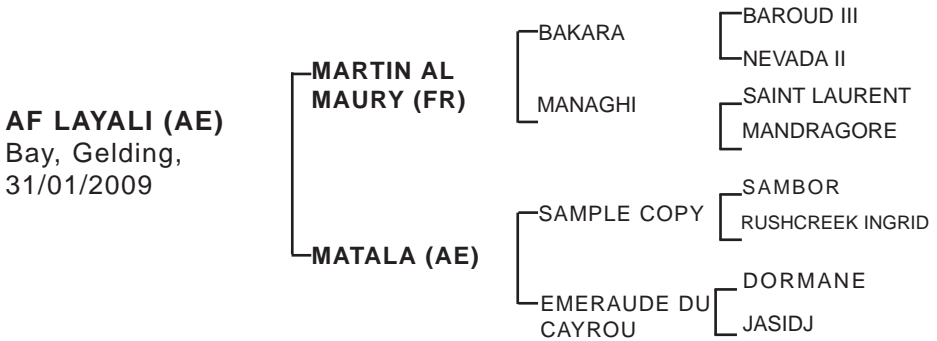 AF LAYALI (AE)
Bay, Gelding,
31/01/2009
MARTIN AL
MAURY (FR)
MATALA (AE)
BAKARA
MANAGHI
SAMPLE COPY
EMERAUDE DU
CAYROU
BAROUD III
NEVADA II
SAINT LAURENT
MANDRAGORE
SAMBOR
RUSHCREEK INGRID
DORMANE
JASIDJ